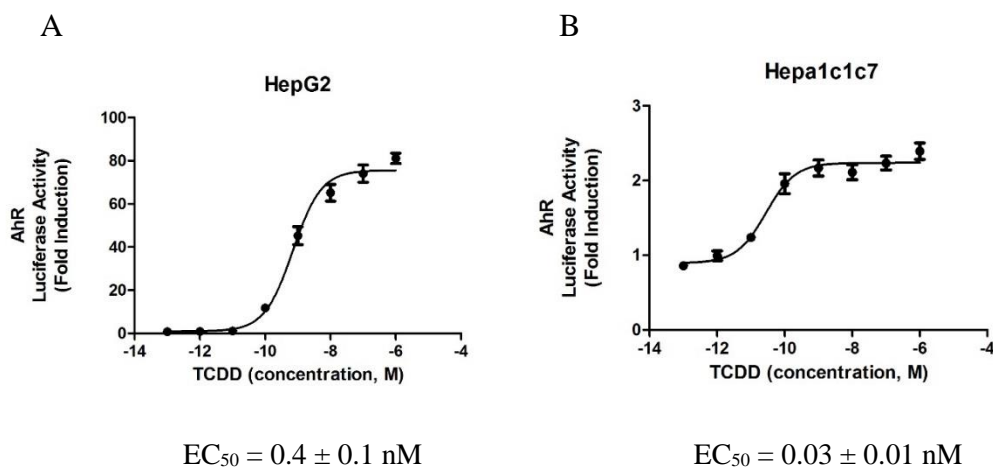 A
HepG2
AhR
Luciferase Activity
(Fold Induction)
100
80
60
40
20
0
-14 -12 -10 -8 -6 -4
TCDD (concentration, M)
EC₅₀ = 0.4 ± 0.1 nM
B
Hepa1c1c7
AhR
Luciferase Activity
(Fold Induction)
3
2
1
0
-14 -12 -10 -8 -6 -4
TCDD (concentration, M)
EC₅₀ = 0.03 ± 0.01 nM